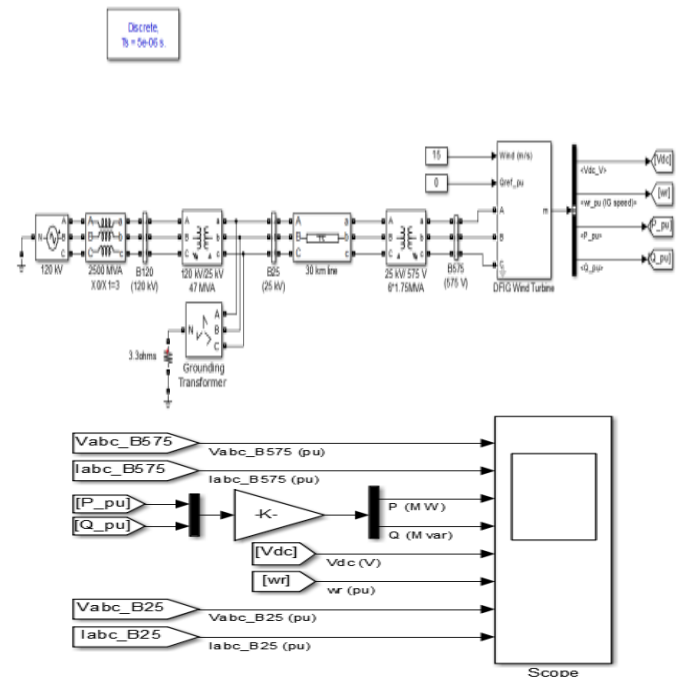 Discrete,
Ts = 5e-06 s.
15
0
Wind (m/s)
Qref_pu
A
B
C
m
DFIG Wind Turbine
<Vdc_V>
<wr_pu (IG speed)>
<P_pu>
<Q_pu>
[Vdc]
[wr]
P_pu]
Q_pu]
N
A
B
C
120 kV
A a
B b
C c
2500 MVA
X0/X1=3
B120
(120 kV)
A a
B b
C c
120 kV/25 kV
47 MVA
B25
(25 kV)
A a
B b
C c
30 km line
A a
B b
C c
25 kV/ 575 V
6*1.75MVA
B575
(575 V)
N
A
B
C
3.3ohms
Grounding
Transformer
Vabc_B575
Vabc_B575 (pu)
Iabc_B575
Iabc_B575 (pu)
[P_pu]
[Q_pu]
-K-
P (MW)
Q (Mvar)
[Vdc]
Vdc (V)
[wr]
wr (pu)
Vabc_B25
Vabc_B25 (pu)
Iabc_B25
Iabc_B25 (pu)
Scope